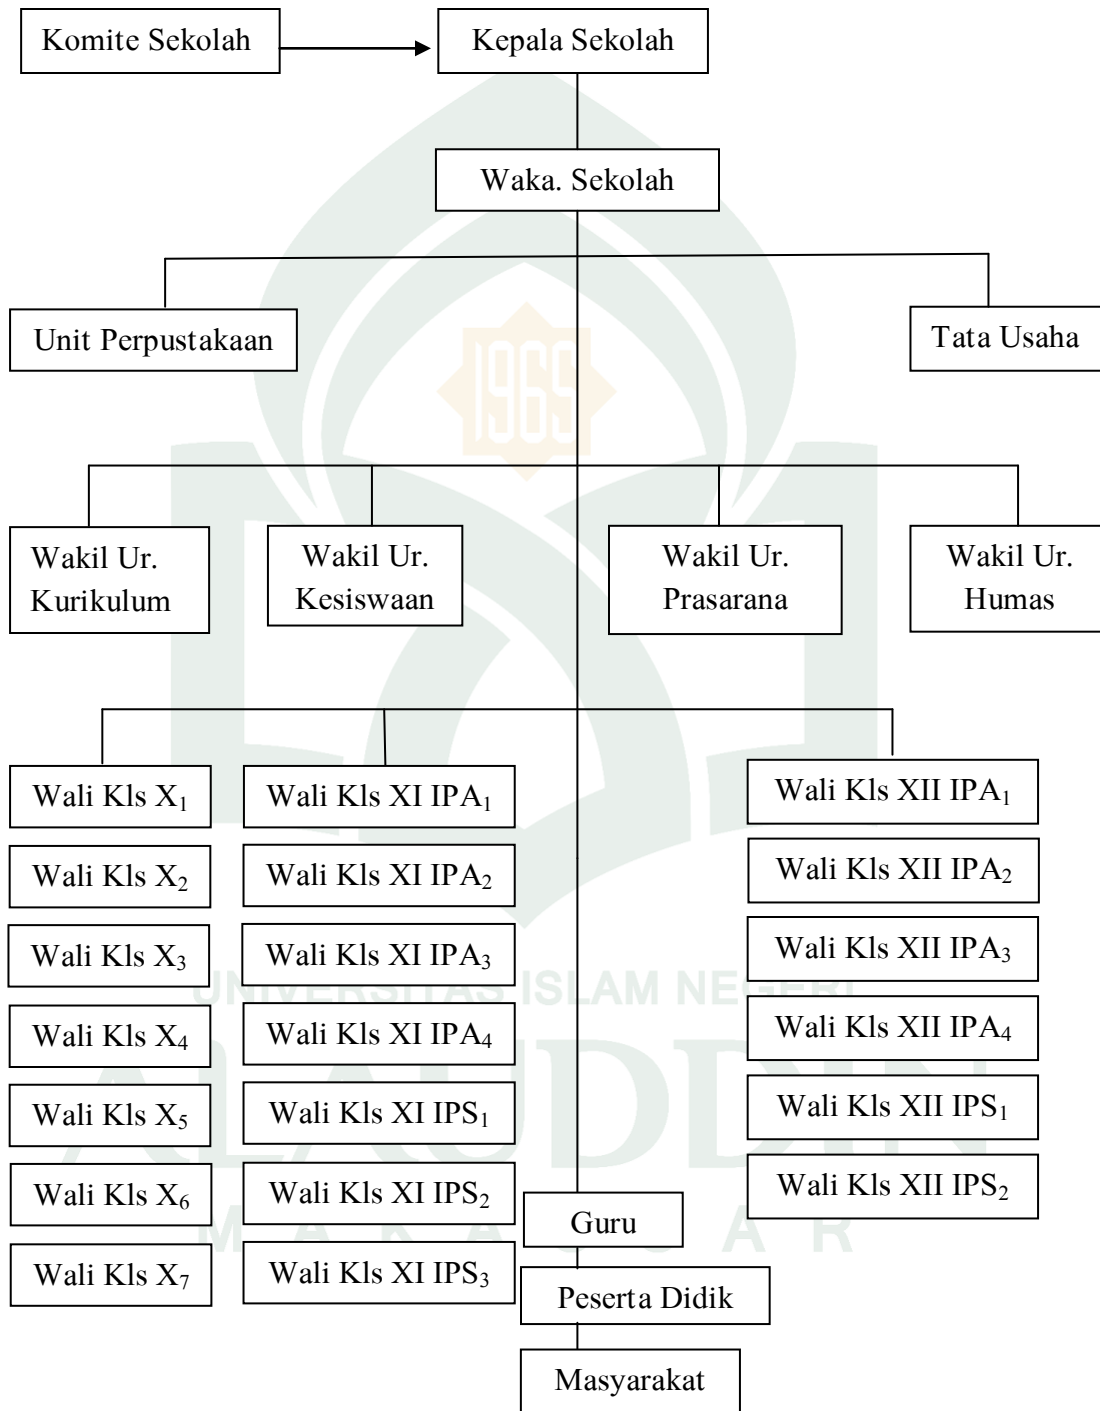 Komite Sekolah
Kepala Sekolah
Waka. Sekolah
Unit Perpustakaan
Tata Usaha
1965
Wakil Ur.
Kurikulum
Wakil Ur.
Kesiswaan
Wakil Ur.
Prasarana
Wakil Ur.
Humas
Wali Kls X₁
Wali Kls X₂
Wali Kls X₃
Wali Kls X₄
Wali Kls X₅
Wali Kls X₆
Wali Kls X₇
Wali Kls XI IPA₁
Wali Kls XI IPA₂
Wali Kls XI IPA₃
Wali Kls XI IPA₄
Wali Kls XI IPS₁
Wali Kls XI IPS₂
Wali Kls XI IPS₃
Wali Kls XII IPA₁
Wali Kls XII IPA₂
Wali Kls XII IPA₃
Wali Kls XII IPA₄
Wali Kls XII IPS₁
Wali Kls XII IPS₂
Guru
Peserta Didik
Masyarakat
UNIVERSITAS ISLAM NEGERI
ALAUDDIN
MAKASSAR